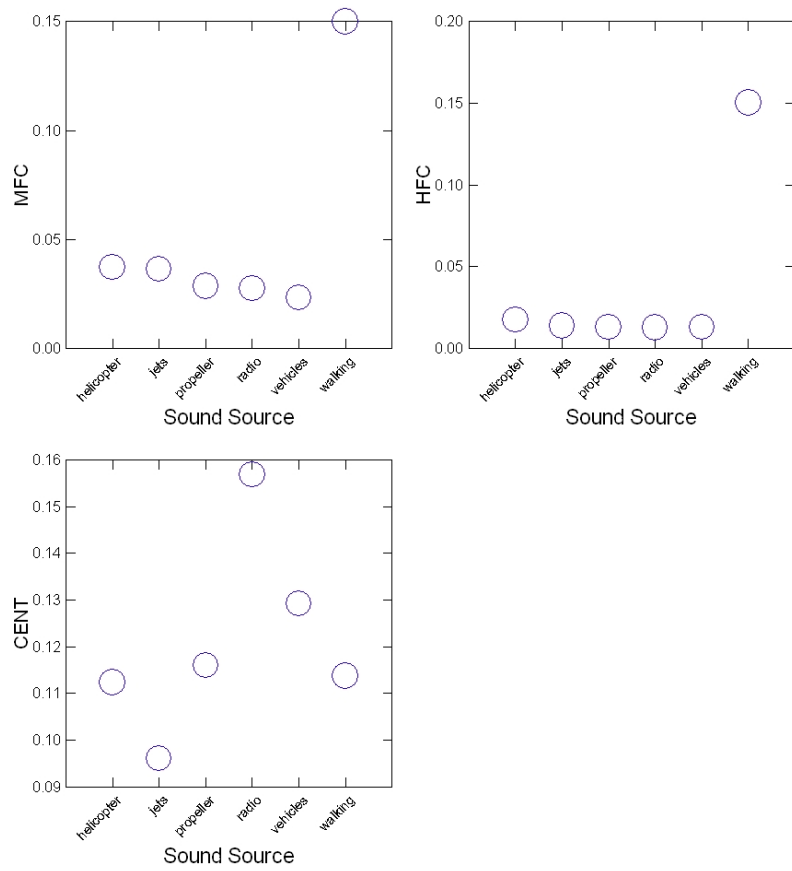 0.15
0.10
0.05
0.00
MFC
helicopter
jets
propeller
radio
vehicles
walking
Sound Source
0.20
0.15
0.10
0.05
0.00
HFC
helicopter
jets
propeller
radio
vehicles
walking
Sound Source
0.16
0.15
0.14
0.13
0.12
0.11
0.10
0.09
CENT
helicopter
jets
propeller
radio
vehicles
walking
Sound Source